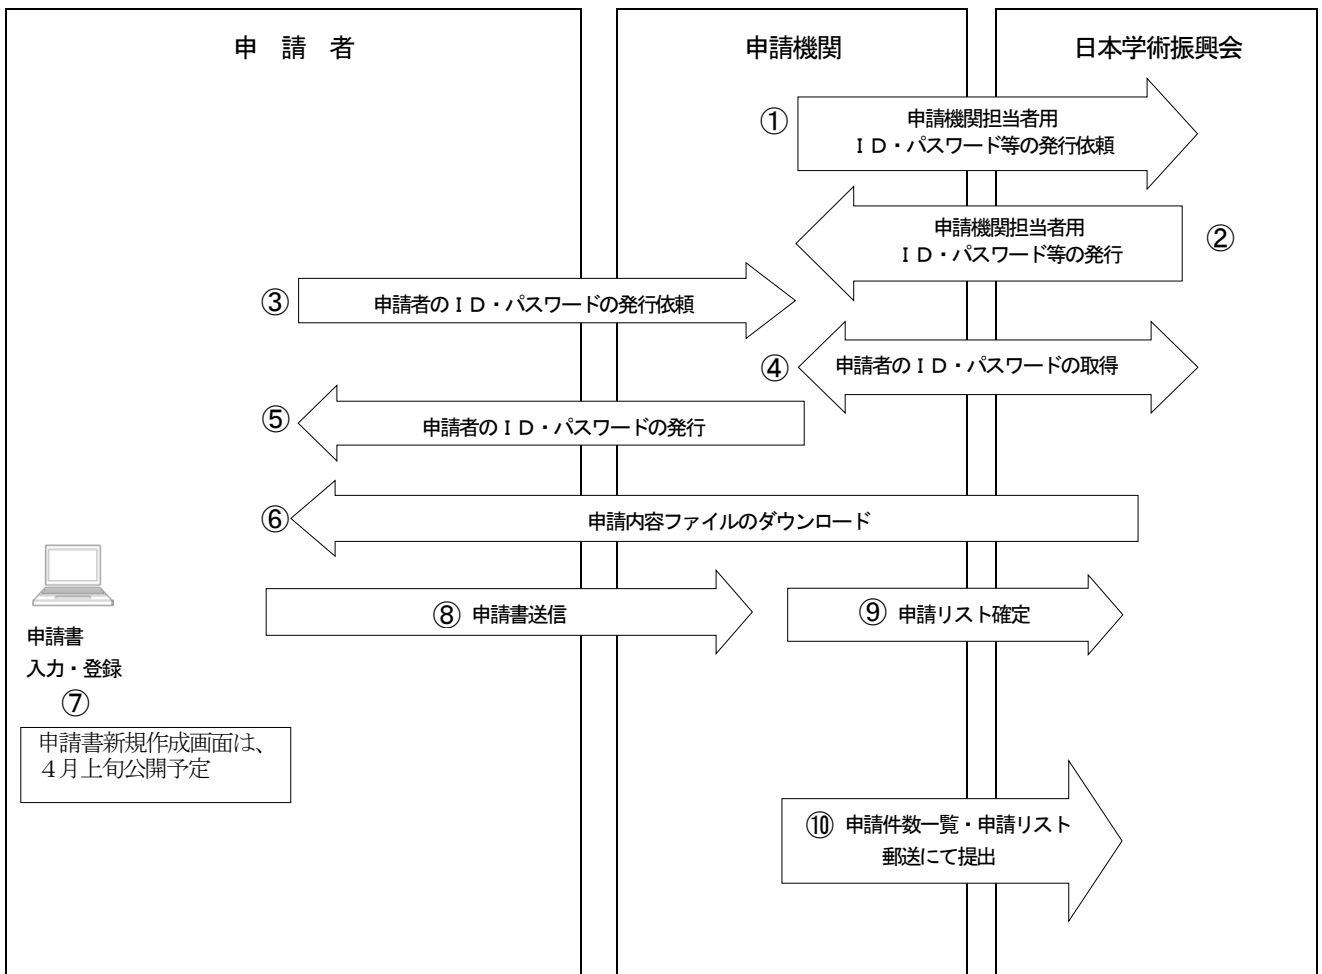 申　請　者
申請機関
日本学術振興会
①
申請機関担当者用
ＩＤ・パスワード等の発行依頼
申請機関担当者用
ＩＤ・パスワード等の発行
②
③
申請者のＩＤ・パスワードの発行依頼
④
申請者のＩＤ・パスワードの取得
⑤
申請者のＩＤ・パスワードの発行
⑥
申請内容ファイルのダウンロード
⑧ 申請書送信
⑨ 申請リスト確定
申請書
入力・登録
⑦
申請書新規作成画面は、
４月上旬公開予定
⑩ 申請件数一覧・申請リスト
郵送にて提出